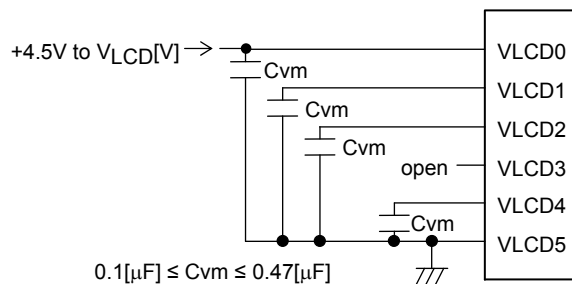 +4.5V to VLCD[V]
VLCD0
Cvm
VLCD1
Cvm
VLCD2
Cvm
open
VLCD3
VLCD4
Cvm
VLCD5
0.1[μF] ≤ Cvm ≤ 0.47[μF]